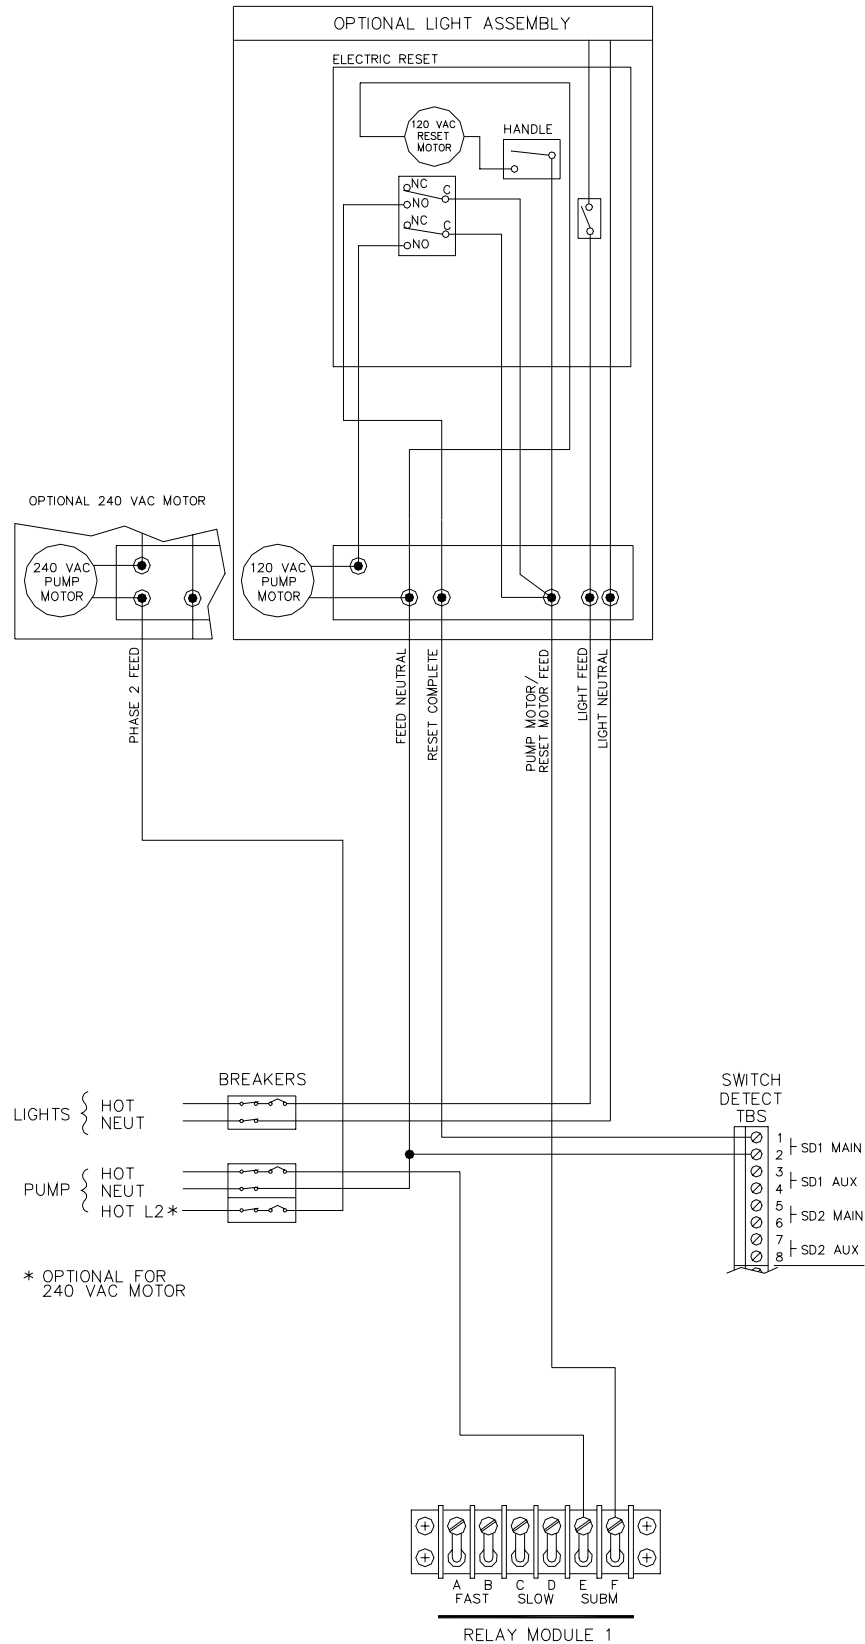 OPTIONAL LIGHT ASSEMBLY
ELECTRIC RESET
120 VAC
RESET
MOTOR
HANDLE
NC
C
NO
NC
C
NO
OPTIONAL 240 VAC MOTOR
240 VAC
PUMP
MOTOR
120 VAC
PUMP
MOTOR
PHASE 2 FEED
FEED NEUTRAL
RESET COMPLETE
PUMP MOTOR/
RESET MOTOR FEED
LIGHT FEED
LIGHT NEUTRAL
BREAKERS
LIGHTS { HOT
NEUT
PUMP { HOT
NEUT
HOT L2*
* OPTIONAL FOR
240 VAC MOTOR
SWITCH
DETECT
TBS
1
2
SD1 MAIN
3
4
SD1 AUX
5
6
SD2 MAIN
7
8
SD2 AUX
A B C D E F
FAST SLOW SUBM
RELAY MODULE 1